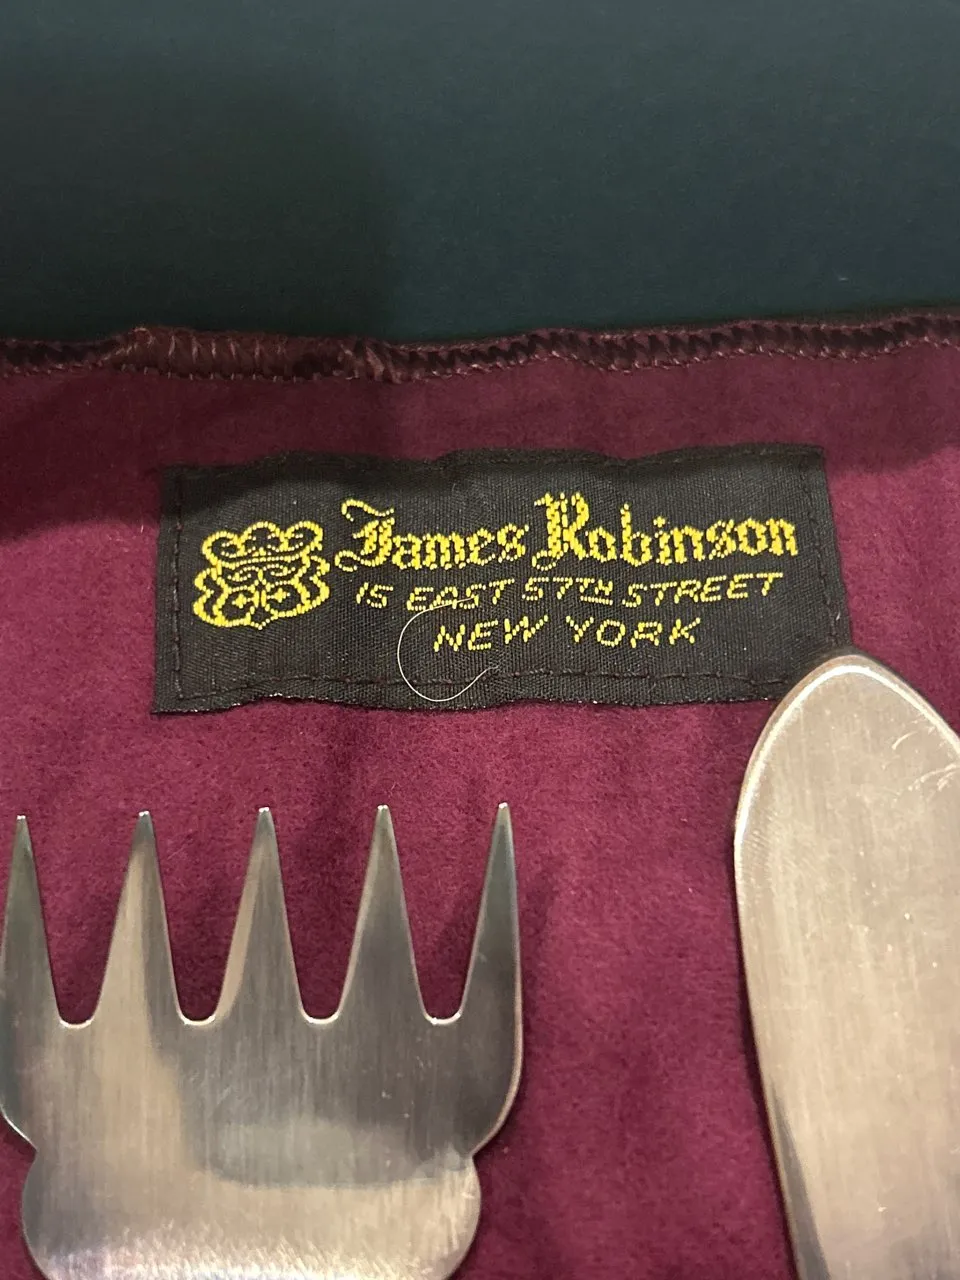 James Robinson
15 EAST 57TH STREET
NEW YORK